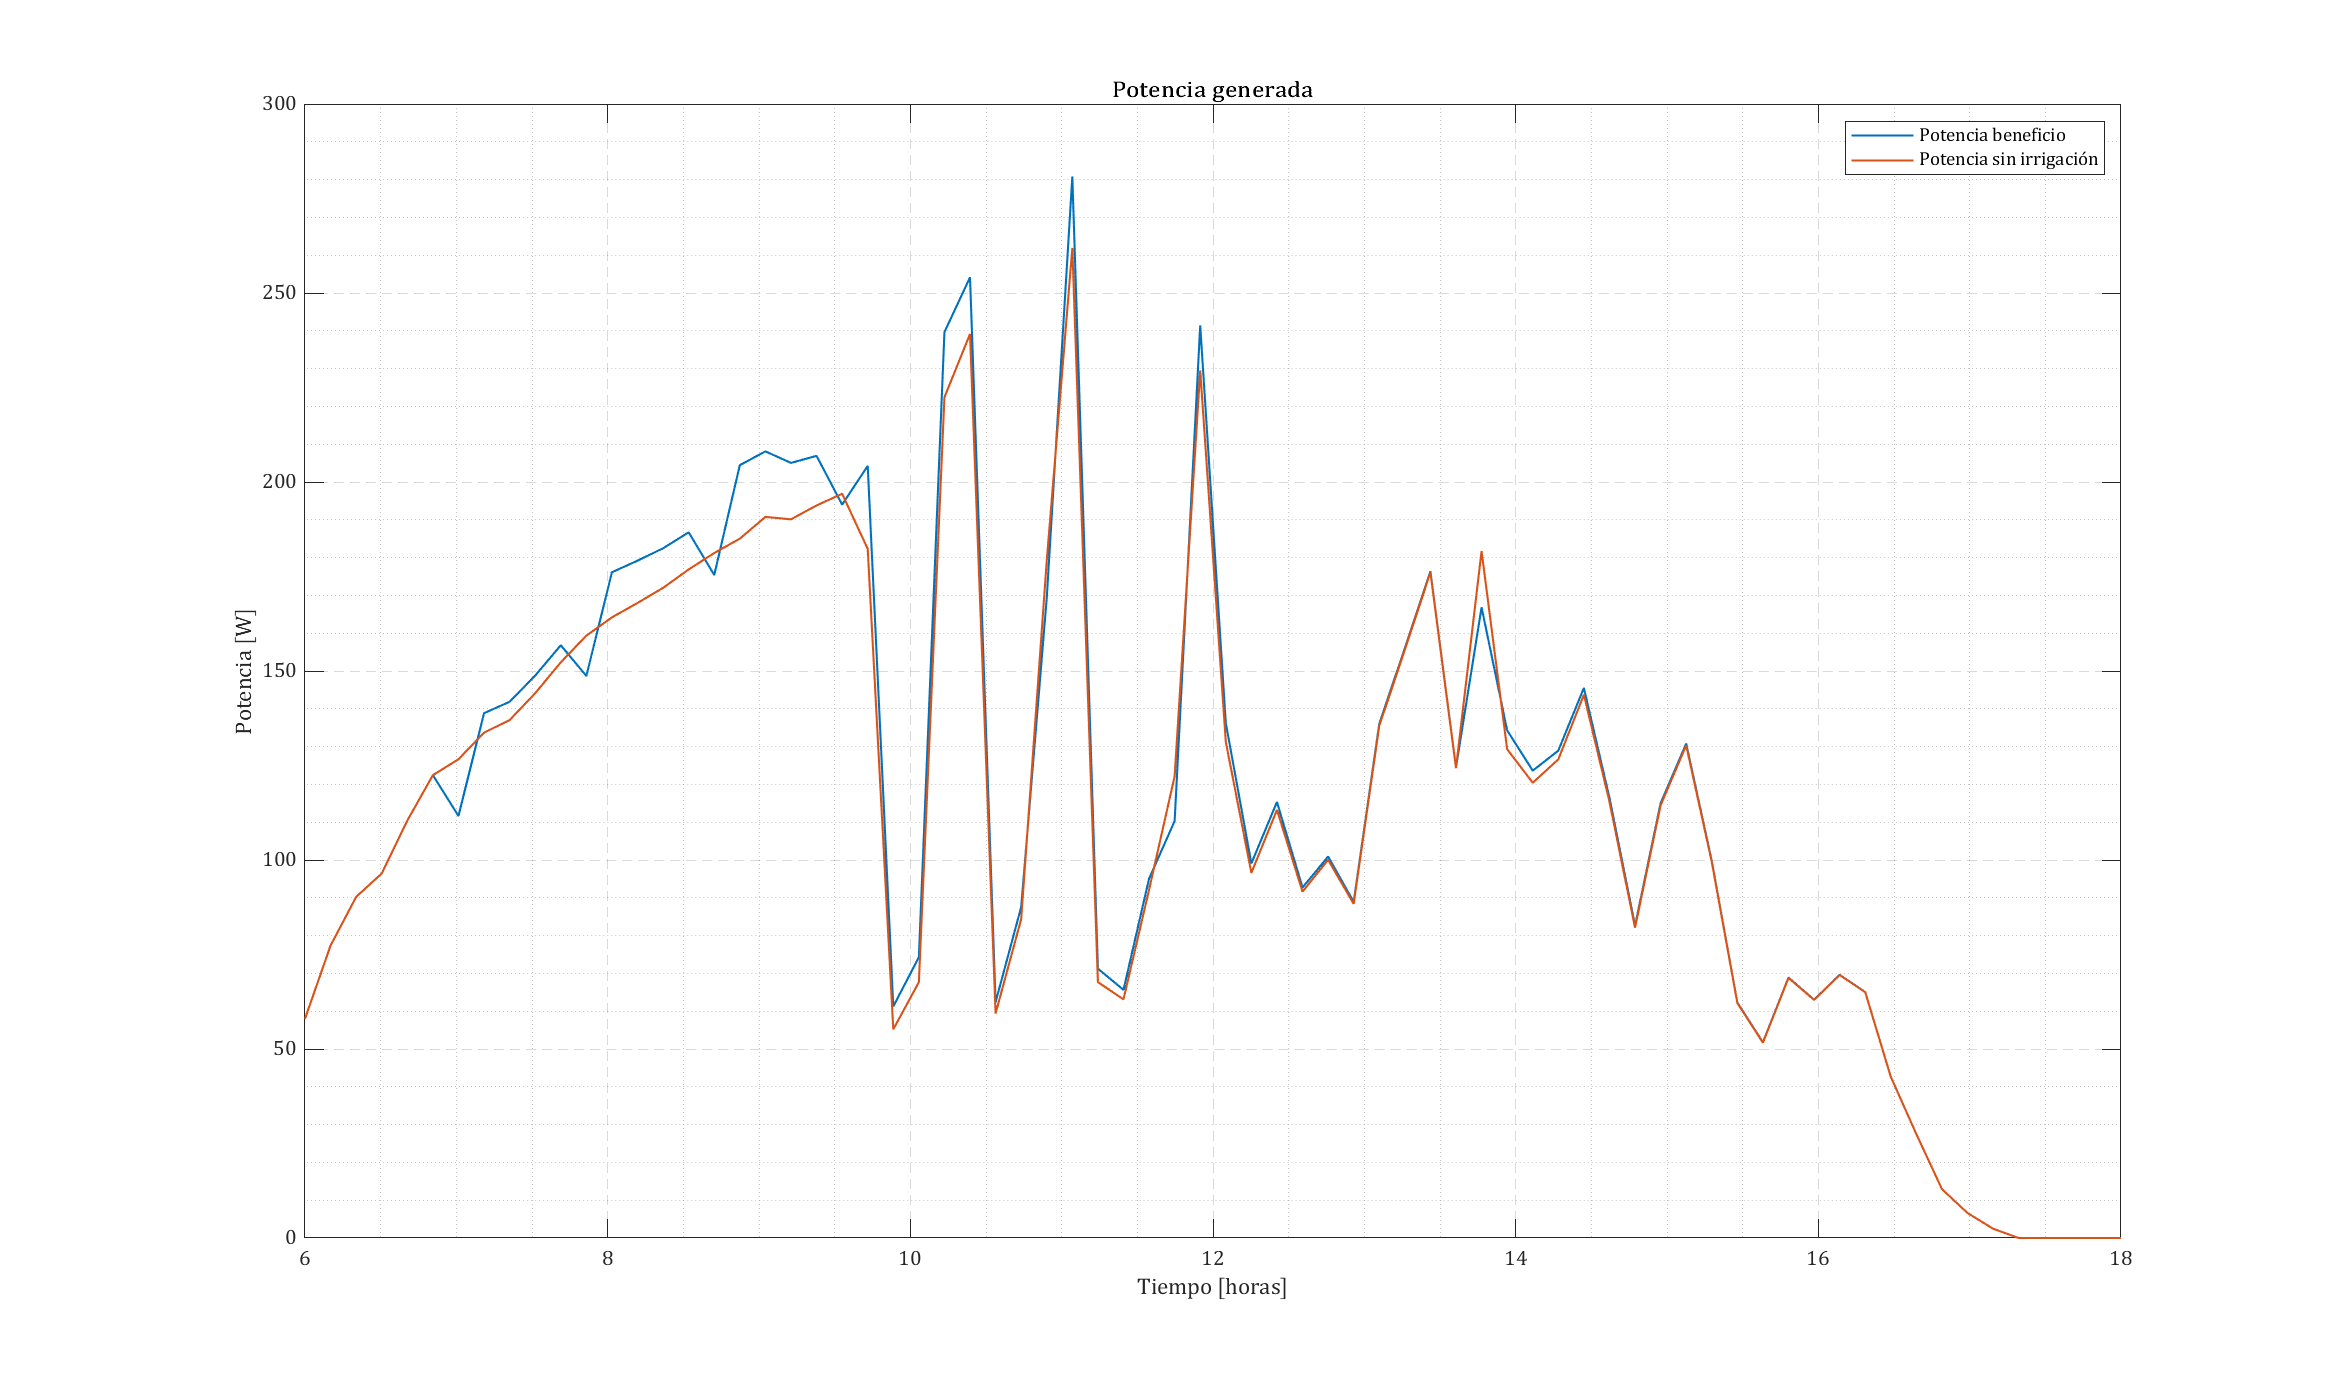 Potencia generada
300
250
200
150
100
50
0
Potencia [W]
Potencia beneficio
Potencia sin irrigación
6 8 10 12 14 16 18
Tiempo [horas]